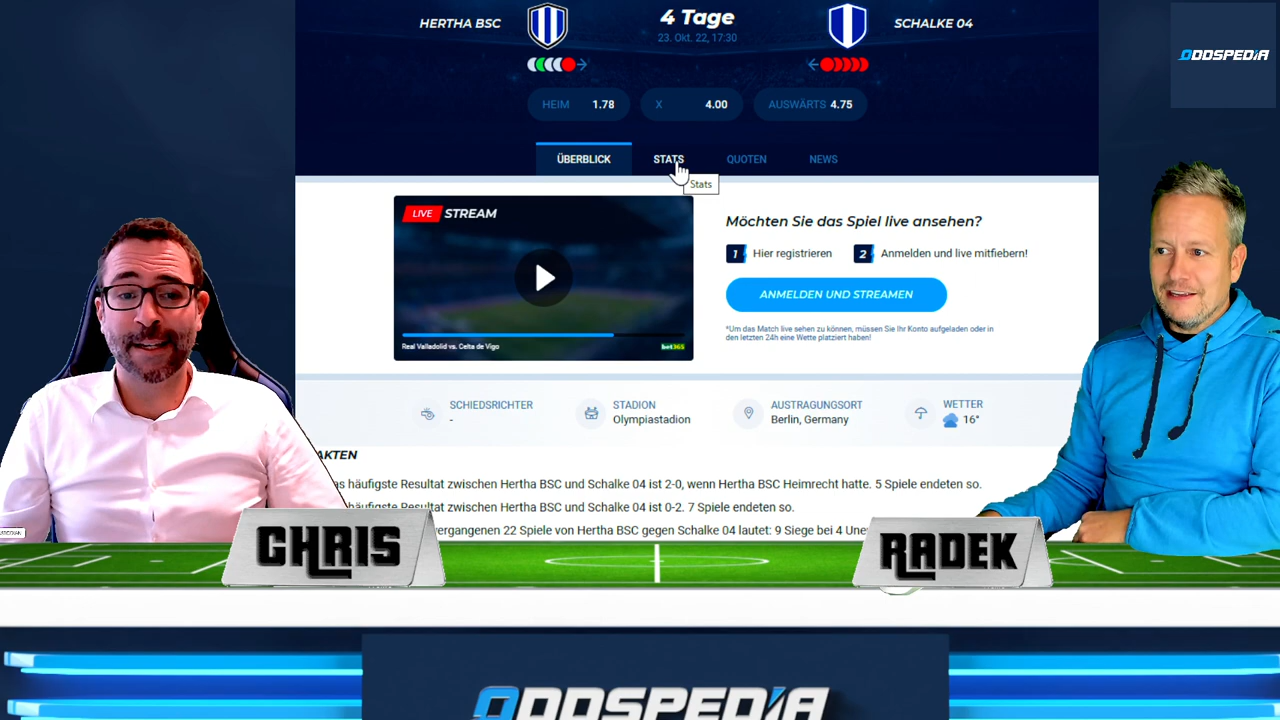 HERTHA BSC
4 Tage
23. Okt. 22, 17:30
SCHALKE 04
ODDSPEDIA
HEIM 1.78
X 4.00
AUSWÄRTS 4.75
ÜBERBLICK
STATS
QUOTEN
NEWS
Stats
LIVE STREAM
Real Valladolid vs. Celta de Vigo
bet365
Möchten Sie das Spiel live ansehen?
1 Hier registrieren
2 Anmelden und live mitfiebern!
ANMELDEN UND STREAMEN
*Um das Match live sehen zu können, müssen Sie Ihr Konto aufgeladen oder in
den letzten 24h eine Wette platziert haben!
SCHIEDSRICHTER
-
STADION
Olympiastadion
AUSTRAGUNGSORT
Berlin, Germany
WETTER
16°
AKTEN
s häufigste Resultat zwischen Hertha BSC und Schalke 04 ist 2-0, wenn Hertha BSC Heimrecht hatte. 5 Spiele endeten so.
häufigste Resultat zwischen Hertha BSC und Schalke 04 ist 0-2. 7 Spiele endeten so.
vergangenen 22 Spiele von Hertha BSC gegen Schalke 04 lautet: 9 Siege bei 4 Une
CHRIS
RADEK
ODDSPEDIA